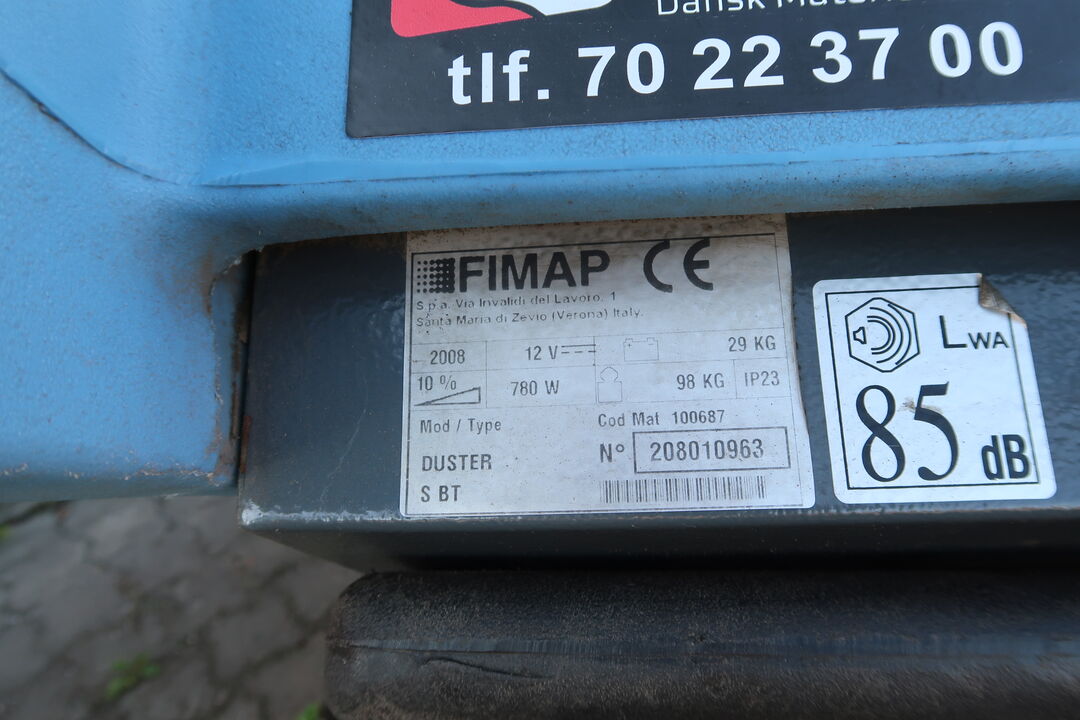 Dansk
tlf. 70 22 37 00
FIMAP CE
S.p.a. Via Invalidi del Lavoro, 1
Santa Maria di Zevio (Verona) Italy.
2008 12 V 29 KG
10 % 780 W 98 KG IP23
Mod / Type Cod Mat 100687
DUSTER N° 208010963
S BT
LWA
85 dB